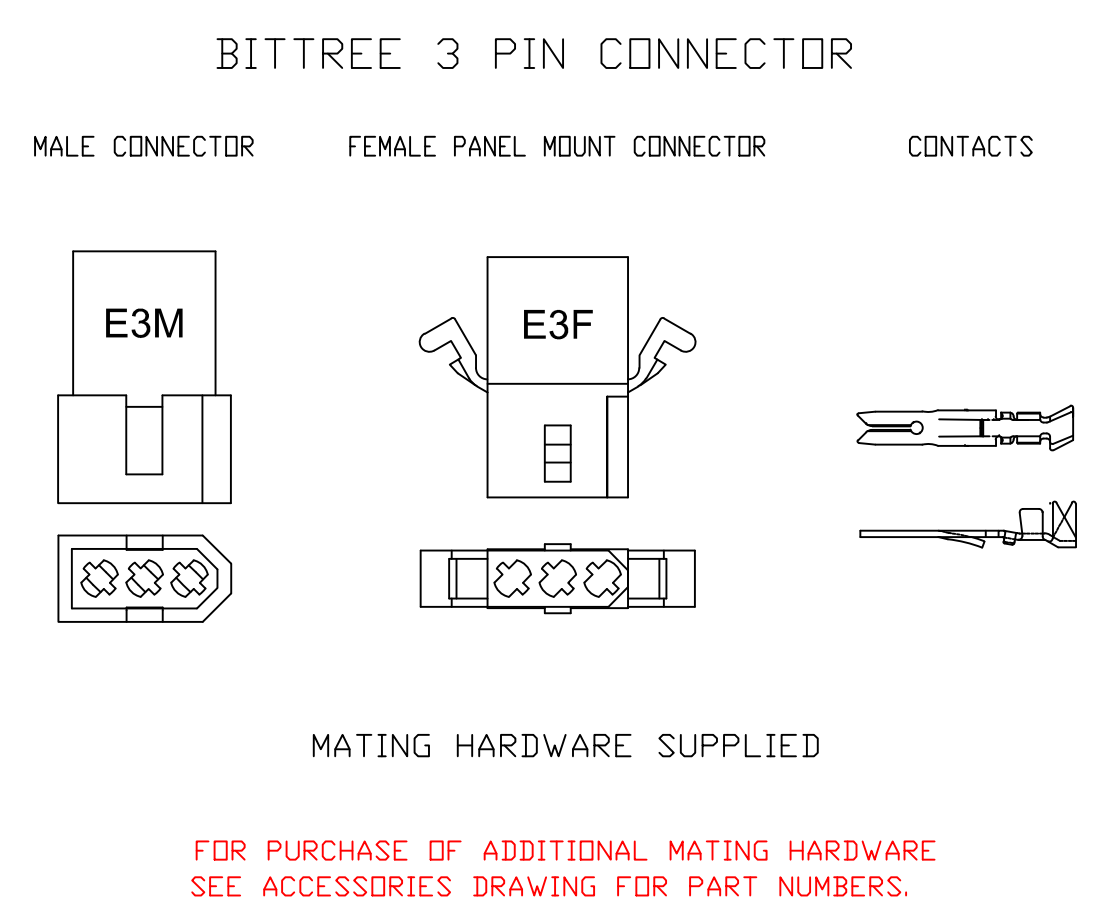 BITTREE 3 PIN CONNECTOR
MALE CONNECTOR
FEMALE PANEL MOUNT CONNECTOR
CONTACTS
E3M
E3F
MATING HARDWARE SUPPLIED
FOR PURCHASE OF ADDITIONAL MATING HARDWARE
SEE ACCESSORIES DRAWING FOR PART NUMBERS.